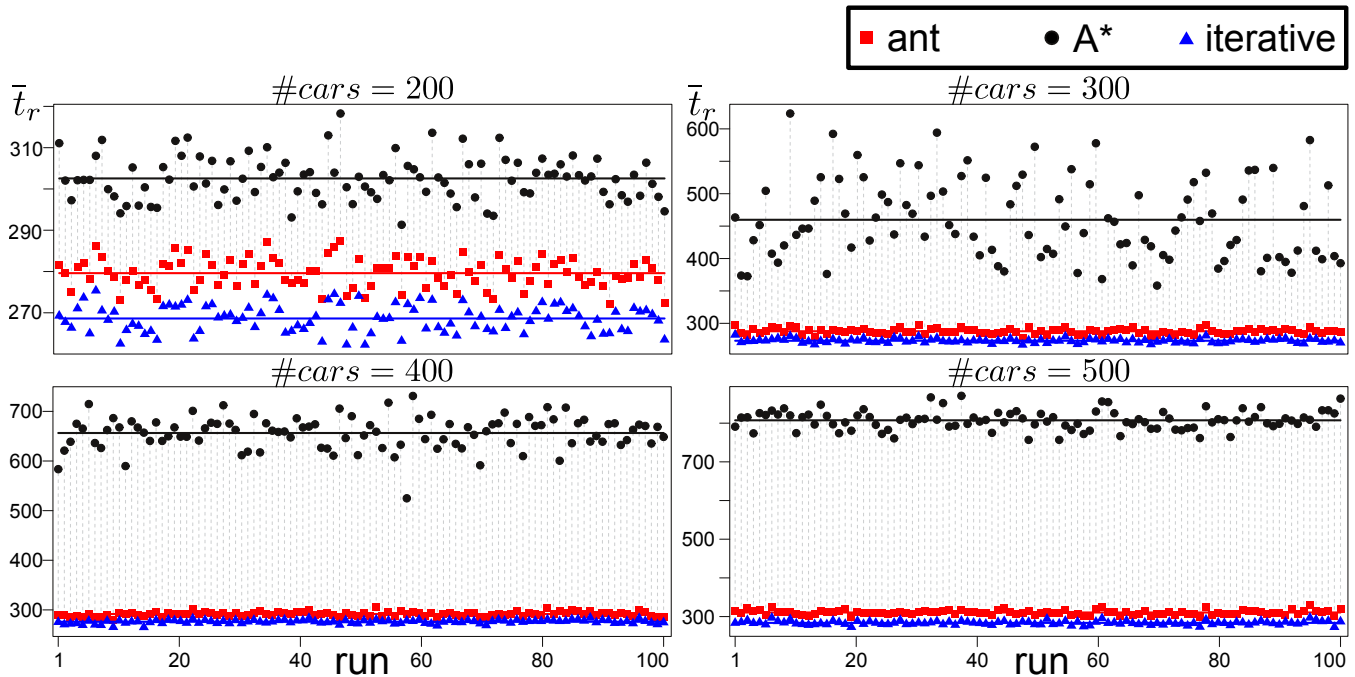 ant A* iterative
t̄r #cars = 200
310
290
270
t̄r #cars = 300
600
500
400
300
#cars = 400
700
600
500
400
300
1 20 40 run 60 80 100
#cars = 500
700
500
300
1 20 40 run 60 80 100